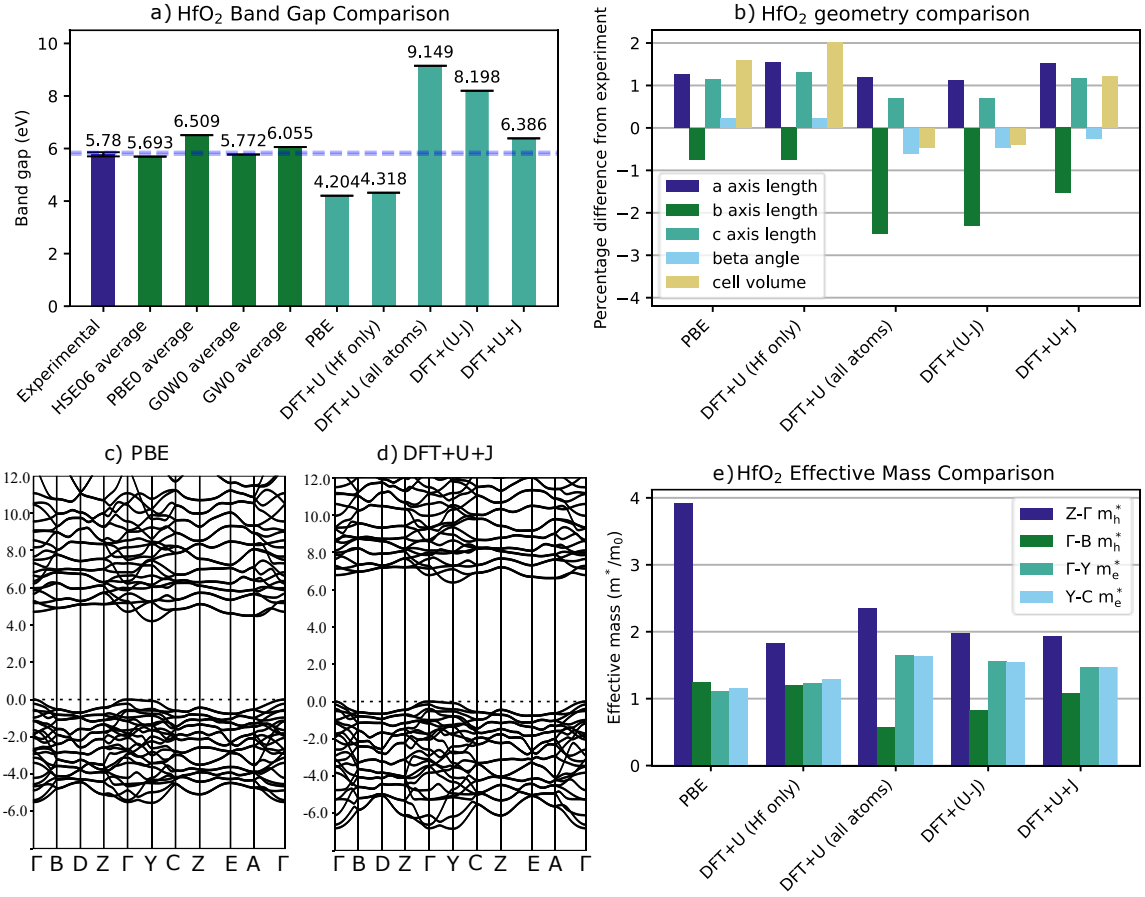 a) HfO₂ Band Gap Comparison
Band gap (eV)
10
8
6
4
2
0
5.78
5.693
6.509
5.772
6.055
4.204
4.318
9.149
8.198
6.386
Experimental
HSE06 average
PBE0 average
G0W0 average
GW0 average
PBE
DFT+U (Hf only)
DFT+U (all atoms)
DFT+(U-J)
DFT+U+J
b) HfO₂ geometry comparison
Percentage difference from experiment
2
1
0
−1
−2
−3
−4
a axis length
b axis length
c axis length
beta angle
cell volume
PBE
DFT+U (Hf only)
DFT+U (all atoms)
DFT+(U-J)
DFT+U+J
c) PBE
12.0
10.0
8.0
6.0
4.0
2.0
0.0
-2.0
-4.0
-6.0
Γ B D Z Γ Y C Z E A Γ
d) DFT+U+J
12.0
10.0
8.0
6.0
4.0
2.0
0.0
-2.0
-4.0
-6.0
Γ B D Z Γ Y C Z E A Γ
e) HfO₂ Effective Mass Comparison
Effective mass (m*/m₀)
4
3
2
1
0
Z-Γ m*ₕ
Γ-B m*ₕ
Γ-Y m*ₑ
Y-C m*ₑ
PBE
DFT+U (Hf only)
DFT+U (all atoms)
DFT+(U-J)
DFT+U+J